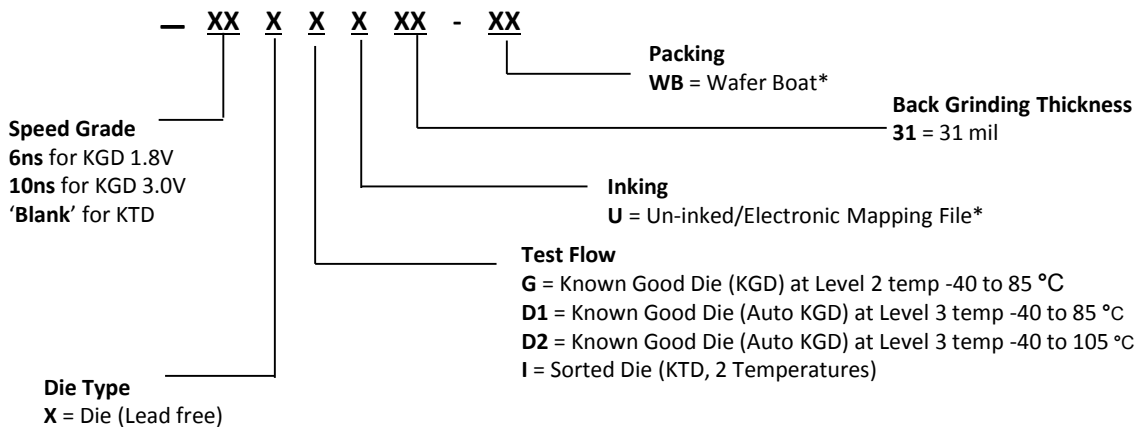 — XX X X X XX - XX
Packing
WB = Wafer Boat*
Back Grinding Thickness
31 = 31 mil
Speed Grade
6ns for KGD 1.8V
10ns for KGD 3.0V
‘Blank’ for KTD
Inking
U = Un-inked/Electronic Mapping File*
Test Flow
G = Known Good Die (KGD) at Level 2 temp -40 to 85 °C
D1 = Known Good Die (Auto KGD) at Level 3 temp -40 to 85 °C
D2 = Known Good Die (Auto KGD) at Level 3 temp -40 to 105 °C
I = Sorted Die (KTD, 2 Temperatures)
Die Type
X = Die (Lead free)